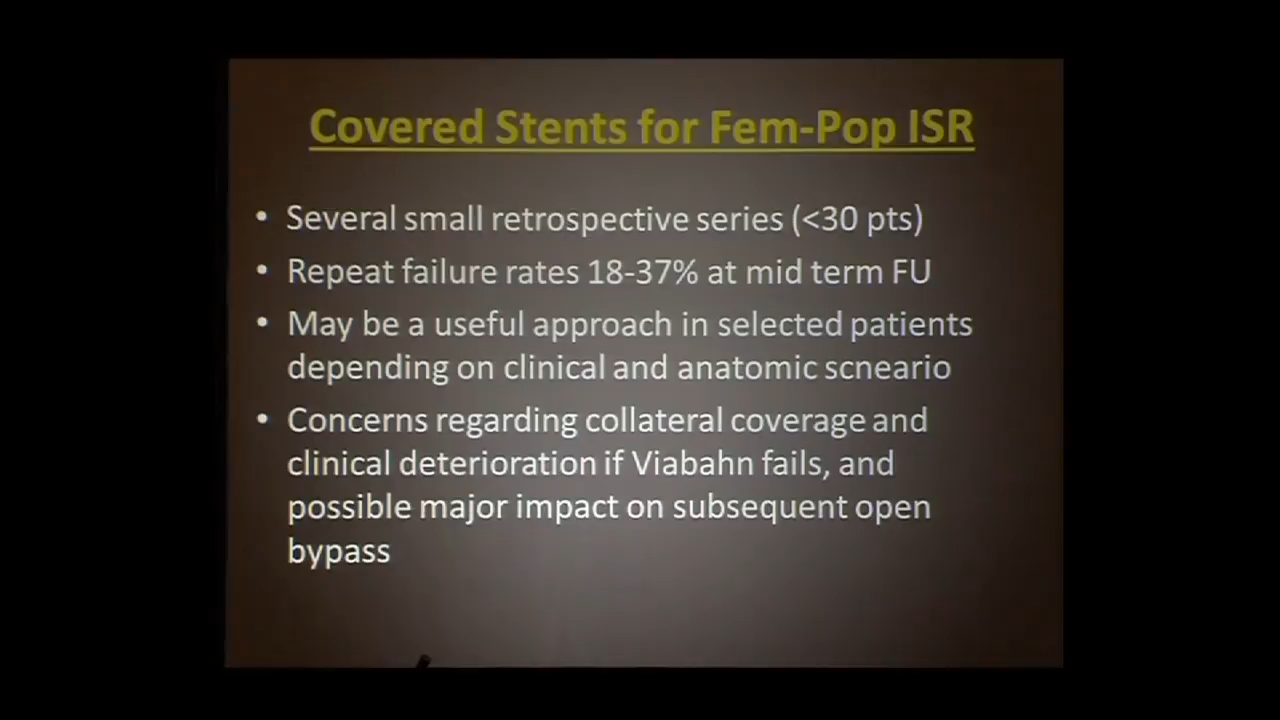 Covered Stents for Fem-Pop ISR
• Several small retrospective series (<30 pts)
• Repeat failure rates 18-37% at mid term FU
• May be a useful approach in selected patients
depending on clinical and anatomic scneario
• Concerns regarding collateral coverage and
clinical deterioration if Viabahn fails, and
possible major impact on subsequent open
bypass